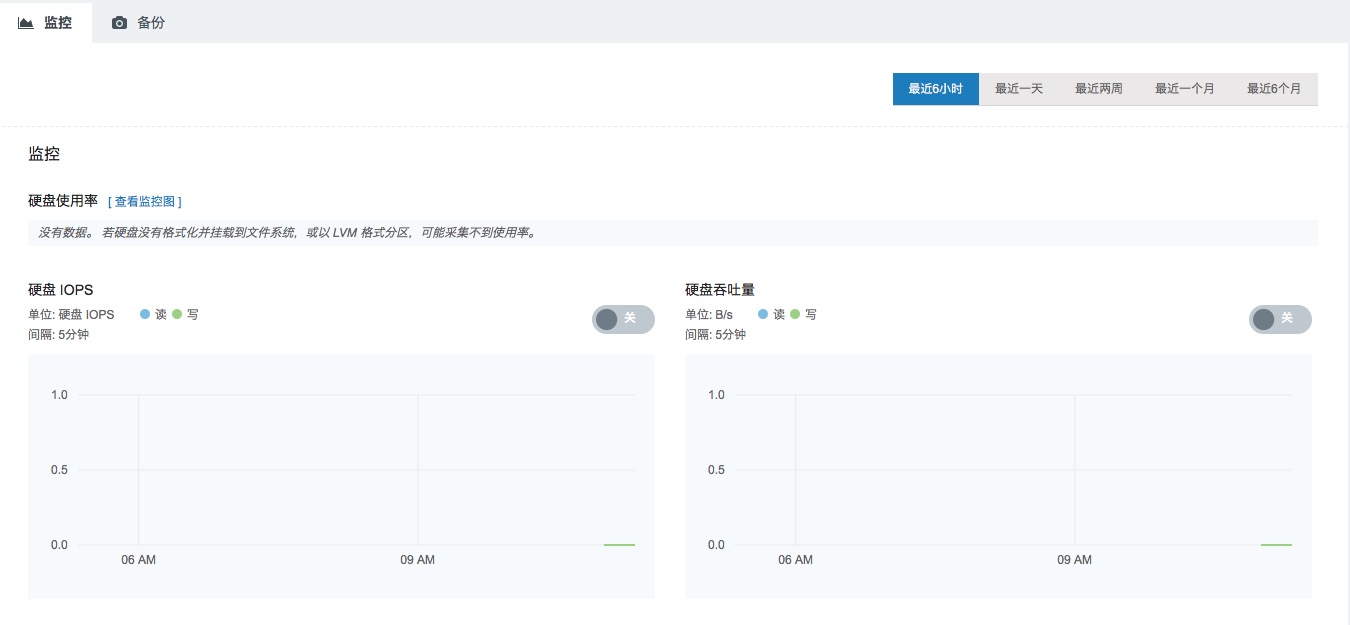 监控 备份
最近6小时 最近一天 最近两周 最近一个月 最近6个月
监控
硬盘使用率 [ 查看监控图 ]
没有数据。 若硬盘没有格式化并挂载到文件系统，或以 LVM 格式分区，可能采集不到使用率。
硬盘 IOPS
单位: 硬盘 IOPS 读 写
间隔: 5分钟
关
1.0
0.5
0.0
06 AM 09 AM
硬盘吞吐量
单位: B/s 读 写
间隔: 5分钟
关
1.0
0.5
0.0
06 AM 09 AM